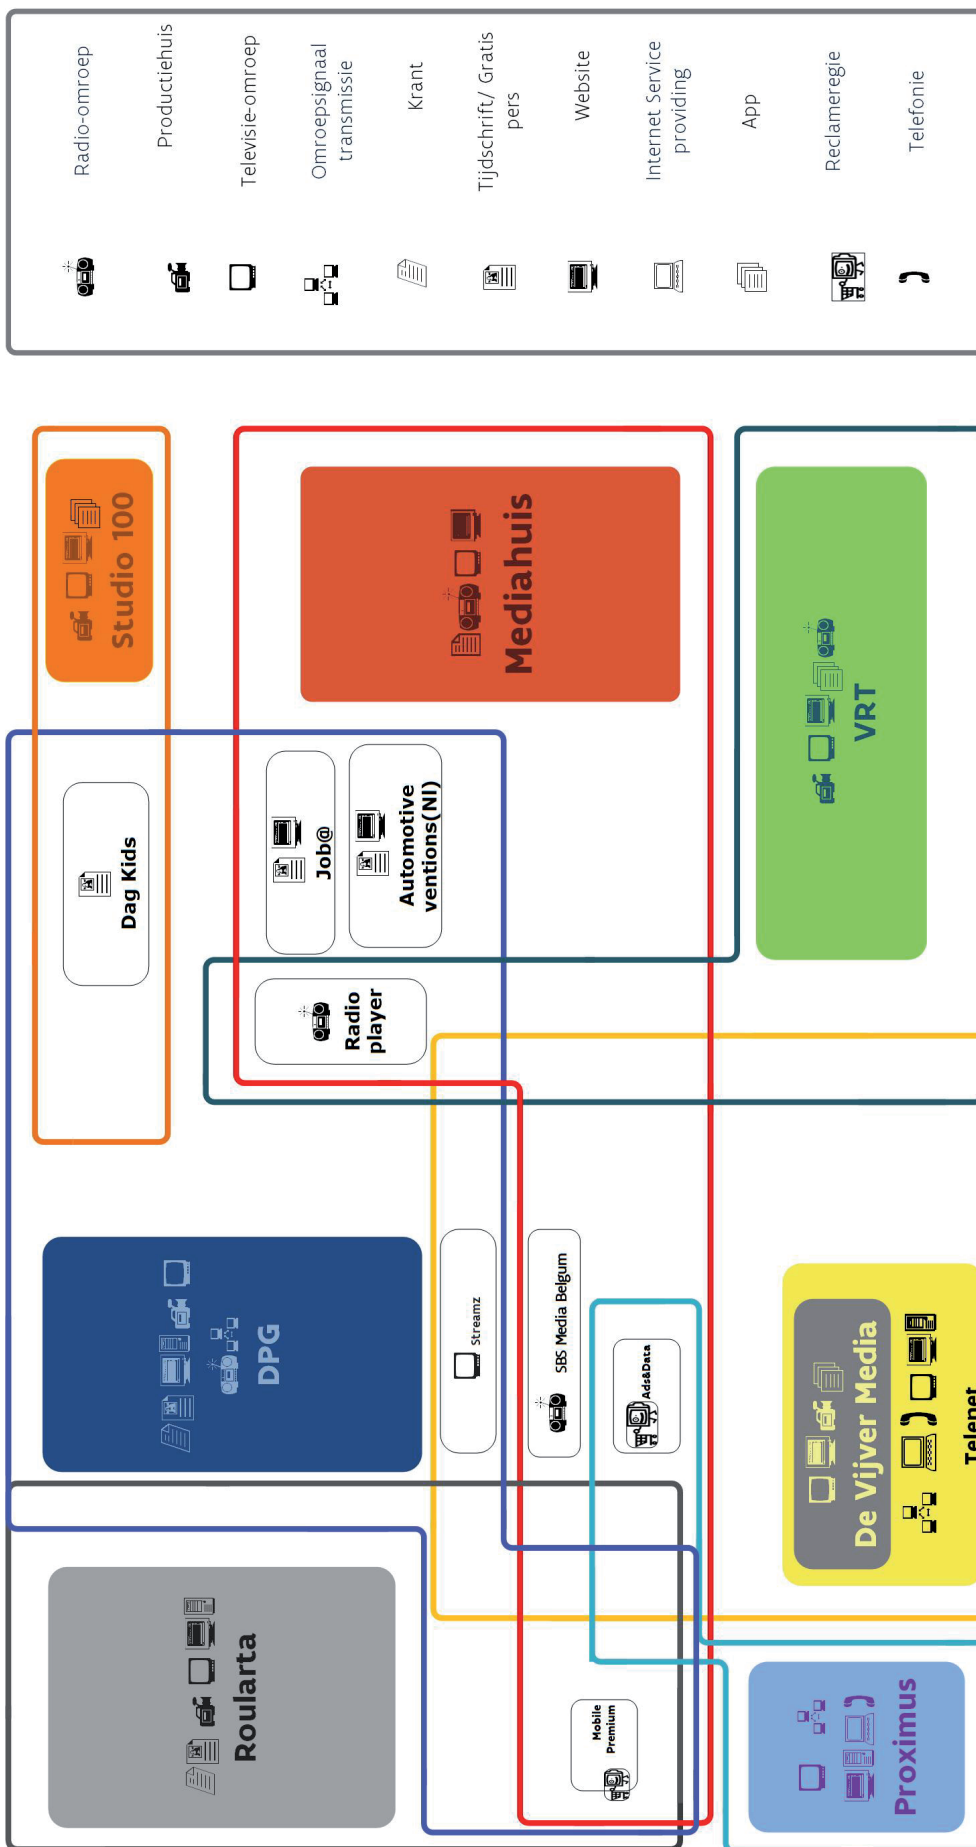 Radio-omroep
Productiehuis
Televisie-omroep
Omroepsignaal
transmissie
Krant
Tijdschrift/ Gratis
pers
Website
Internet Service
providing
App
Reclameregie
Telefonie
Studio 100
Mediahuis
VRT
Dag Kids
Job@
Automotive
ventions(NI)
Radio
player
DPG
Streamz
SBS Media Belgum
Ads&Data
De Vijver Media
Telenet
Roularta
Mobile
Premium
Proximus